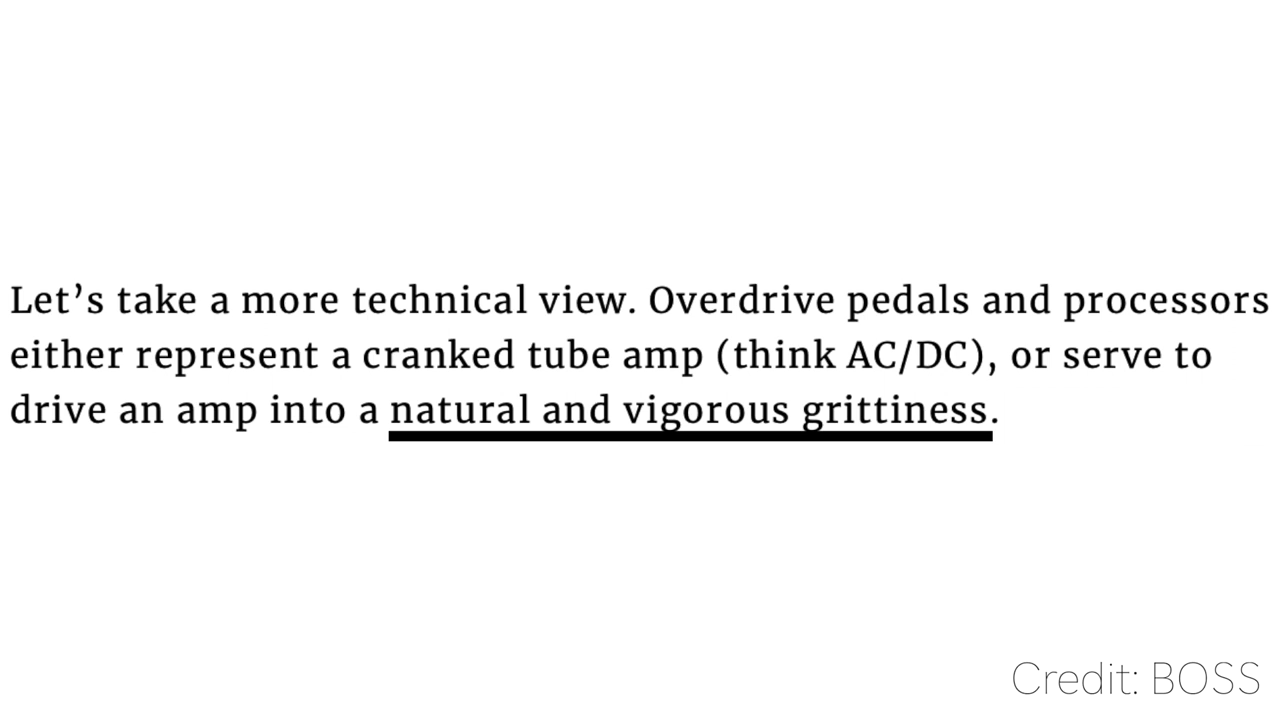 Let’s take a more technical view. Overdrive pedals and processors
either represent a cranked tube amp (think AC/DC), or serve to
drive an amp into a natural and vigorous grittiness.
Credit: BOSS